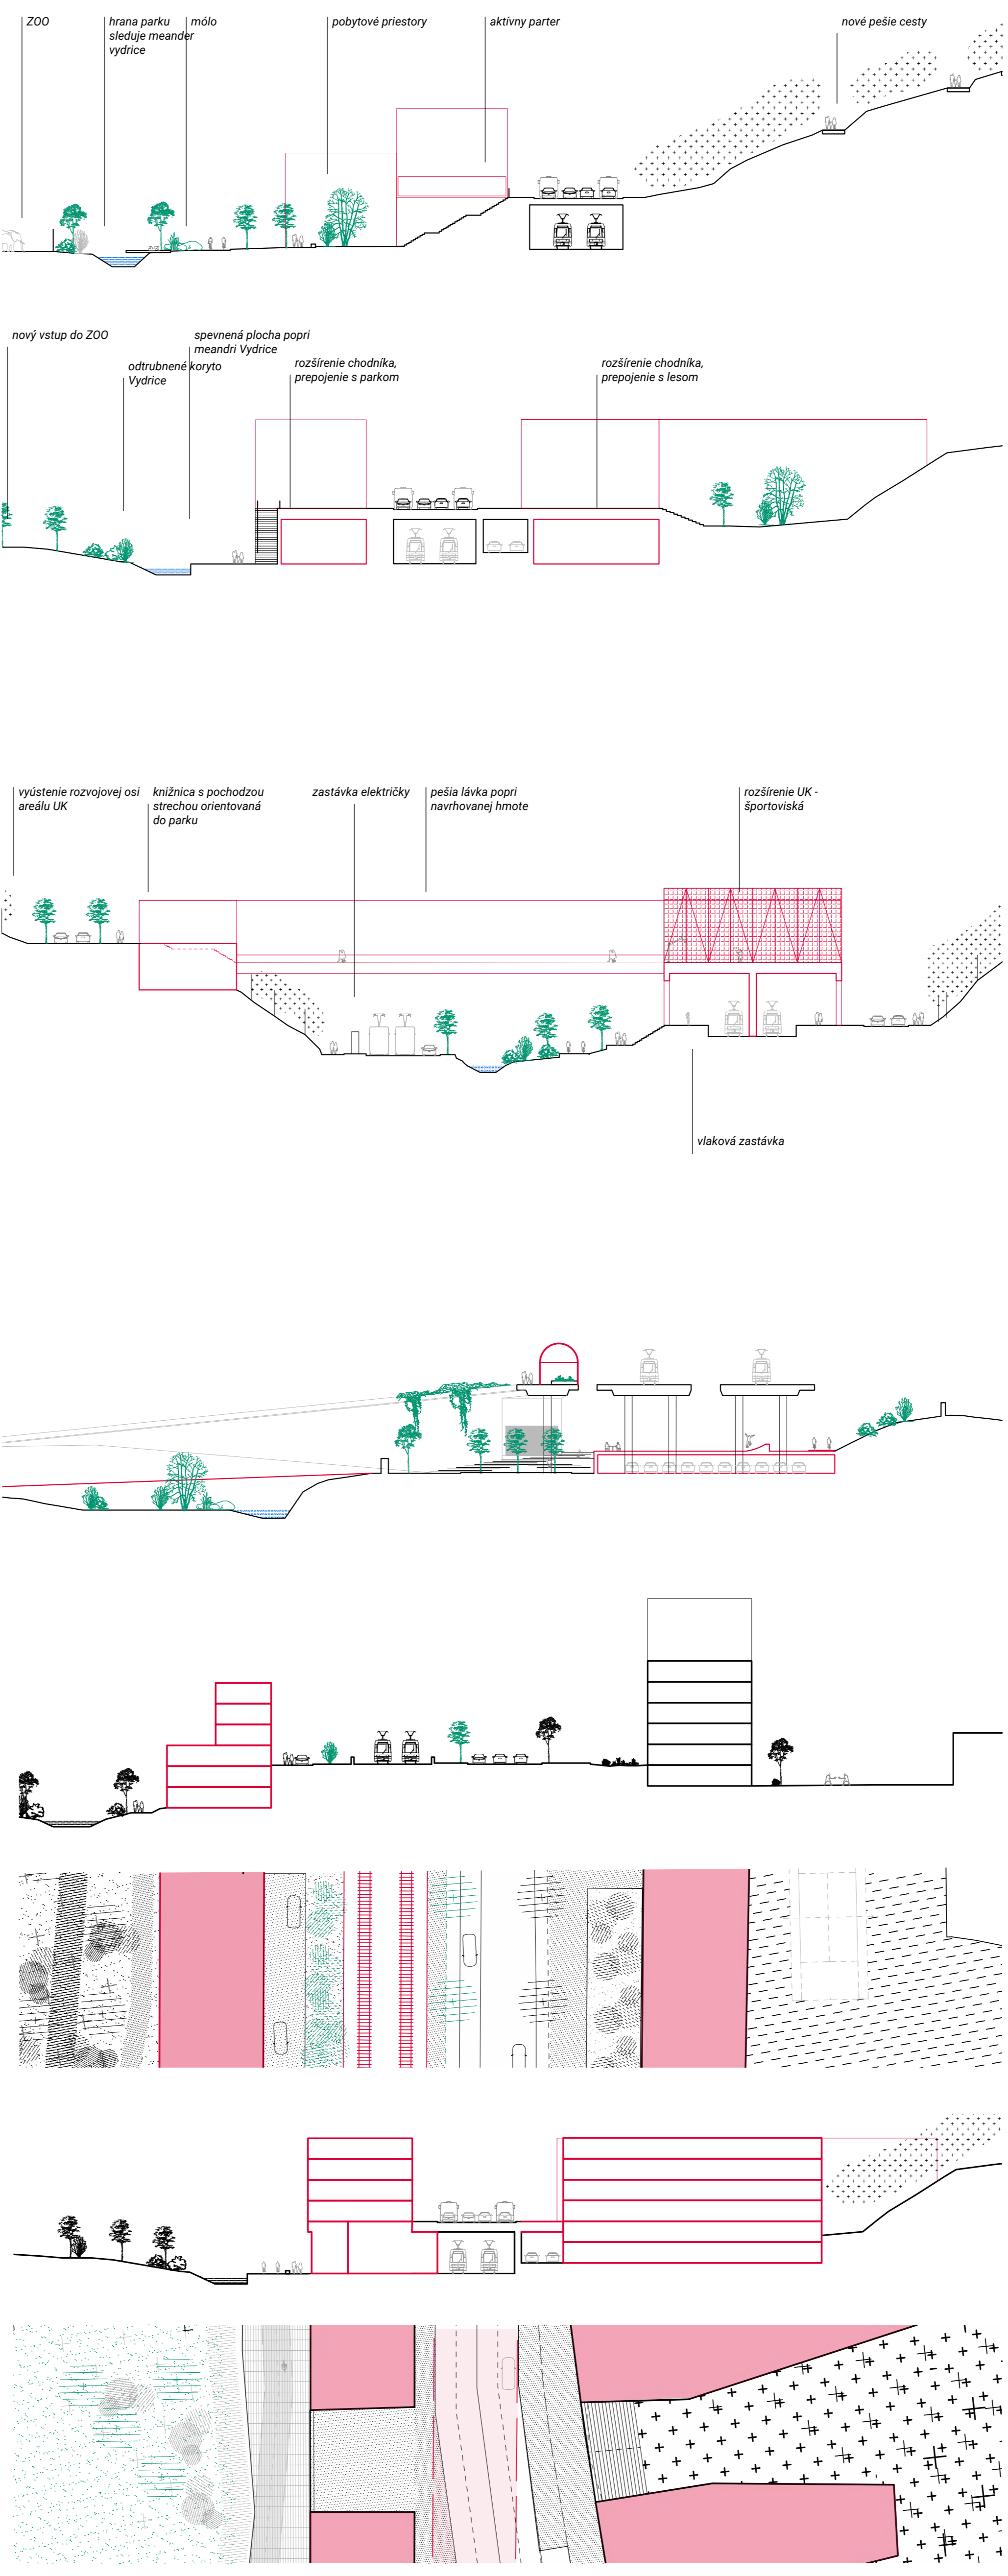 ZOO
hrana parku
sleduje meander
vydrice
mólo
pobytové priestory
aktívny parter
nové pešie cesty
nový vstup do ZOO
odtrubnené koryto
Vydrice
spevnená plocha popri
meandri Vydrice
rozšírenie chodníka,
prepojenie s parkom
rozšírenie chodníka,
prepojenie s lesom
vyústenie rozvojovej osi
areálu UK
knižnica s pochodzou
strechou orientovaná
do parku
zastávka električky
pešia lávka popri
navrhovanej hmote
rozšírenie UK -
športoviská
vlaková zastávka